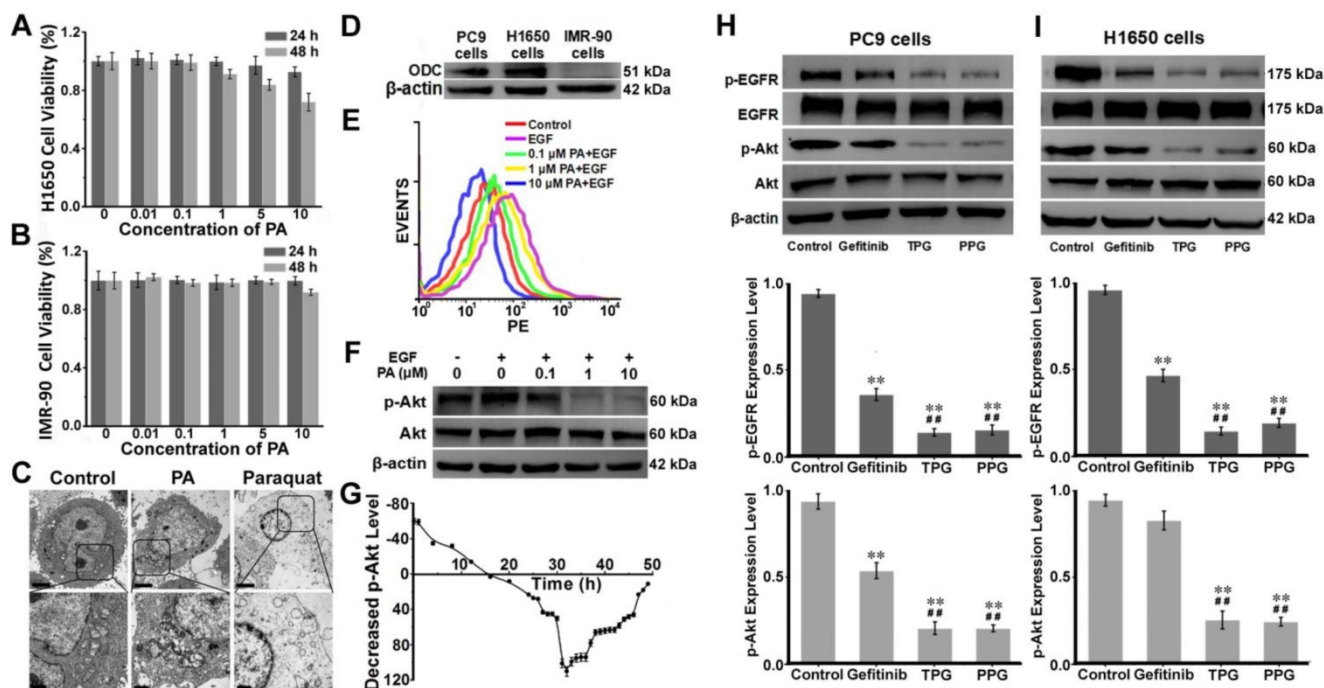 A
H1650 Cell Viability (%)
1.2
0.8
0.4
0.0
24 h
48 h
0 0.01 0.1 1 5 10
Concentration of PA
B
IMR-90 Cell Viability (%)
1.2
0.8
0.4
0.0
24 h
48 h
0 0.01 0.1 1 5 10
Concentration of PA
C
Control PA Paraquat
D
PC9 cells
H1650 cells
IMR-90 cells
ODC 51 kDa
β-actin 42 kDa
E
EVENTS
Control
EGF
0.1 μM PA+EGF
1 μM PA+EGF
10 μM PA+EGF
10⁰ 10¹ 10² 10³ 10⁴
PE
F
EGF - + + + +
PA (μM) 0 0 0.1 1 10
p-Akt 60 kDa
Akt 60 kDa
β-actin 42 kDa
G
Decreased p-Akt Level
-80
-40
0
40
80
120
10 20 30 40 50
Time (h)
H
PC9 cells
p-EGFR
EGFR
p-Akt
Akt
β-actin
Control Gefitinib TPG PPG
p-EGFR Expression Level
1.0
0.5
0.0
**
**
##
**
##
Control Gefitinib TPG PPG
p-Akt Expression Level
1.0
0.5
0.0
**
**
##
**
##
Control Gefitinib TPG PPG
I
H1650 cells
175 kDa
175 kDa
60 kDa
60 kDa
42 kDa
Control Gefitinib TPG PPG
p-EGFR Expression Level
1.0
0.5
0.0
**
**
##
**
##
Control Gefitinib TPG PPG
p-Akt Expression Level
1.0
0.5
0.0
**
##
**
##
Control Gefitinib TPG PPG